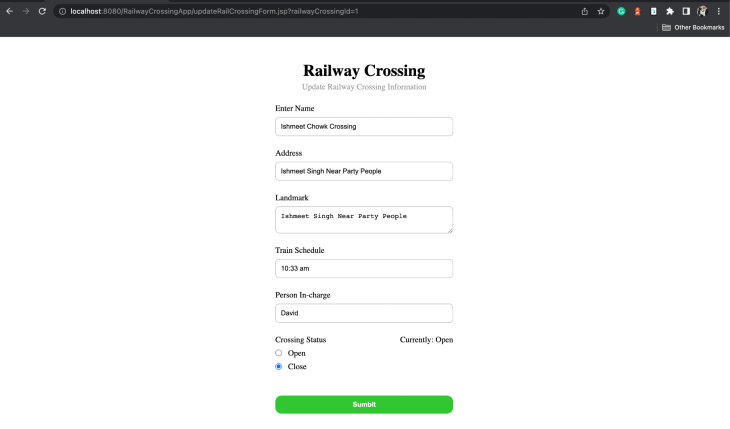 localhost:8080/RailwayCrossingApp/updateRailCrossingForm.jsp?railwayCrossingId=1
Other Bookmarks
Railway Crossing
Update Railway Crossing Information
Enter Name
Ishmeet Chowk Crossing
Address
Ishmeet Singh Near Party People
Landmark
Ishmeet Singh Near Party People
Train Schedule
10:33 am
Person In-charge
David
Crossing Status Currently: Open
Open
Close
Sumbit